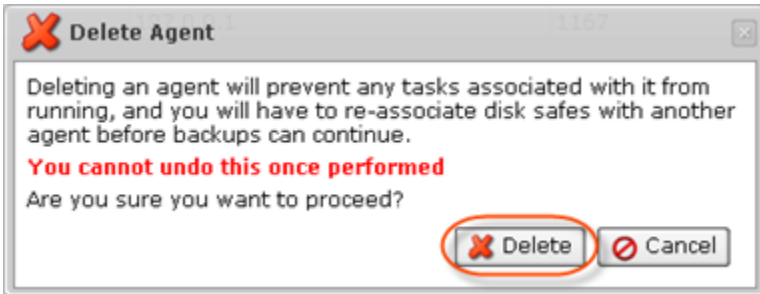 Delete Agent
1167
Deleting an agent will prevent any tasks associated with it from
running, and you will have to re-associate disk safes with another
agent before backups can continue.
You cannot undo this once performed
Are you sure you want to proceed?
Delete
Cancel